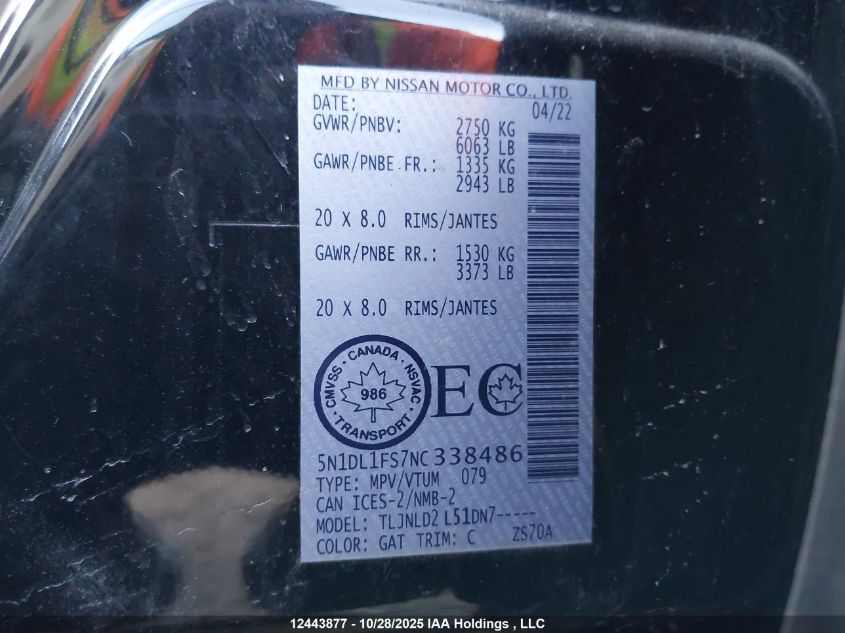 MFD BY NISSAN MOTOR CO., LTD.
DATE: 04/22
GVWR/PNBV: 2750 KG
6063 LB
GAWR/PNBE FR.: 1335 KG
2943 LB
20 X 8.0 RIMS/JANTES
GAWR/PNBE RR.: 1530 KG
3373 LB
20 X 8.0 RIMS/JANTES
CANADA
CMVSS NSVAC
986
TRANSPORT
EC
5N1DL1FS7NC338486
TYPE: MPV/VTUM 079
CAN ICES-2/NMB-2
MODEL: TLJNLD2 L51DN7-----
COLOR: GAT TRIM: C ZS70A
12443877 - 10/28/2025 IAA Holdings , LLC